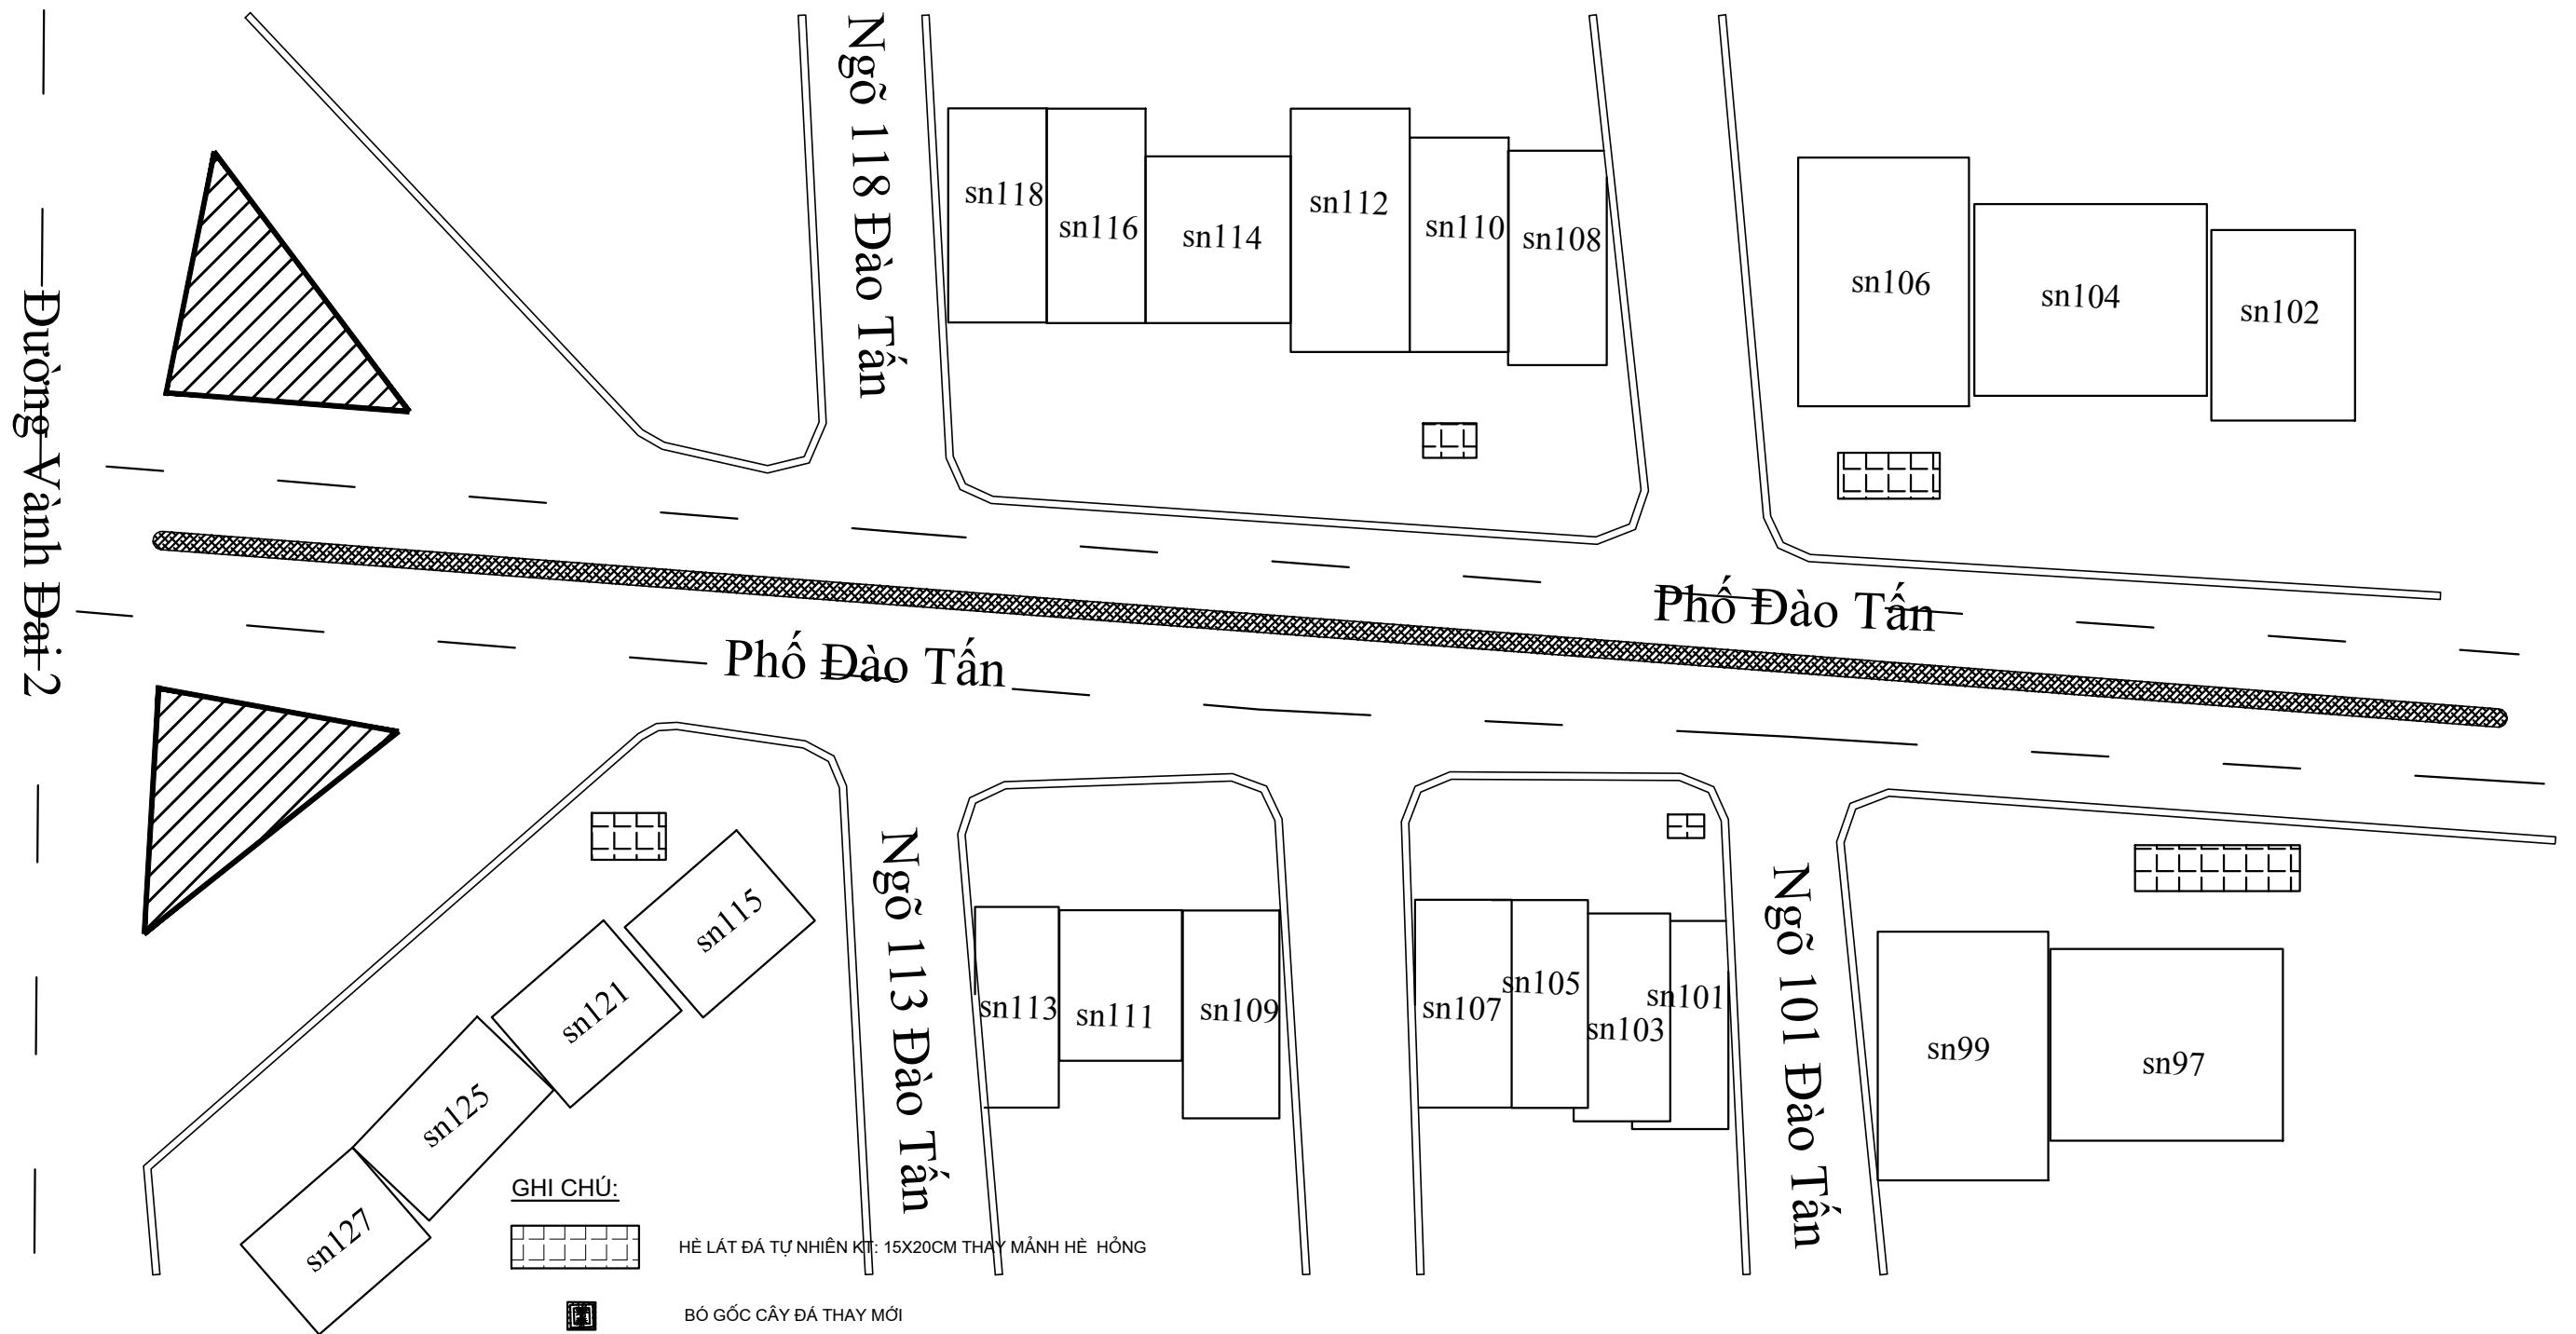 Ngõ 118 Đào Tấn
sn118
sn116
sn114
sn112
sn110
sn108
sn106
sn104
sn102
Đường Vành Đai 2
Phố Đào Tấn
Phố Đào Tấn
sn115
sn121
sn125
sn127
Ngõ 113 Đào Tấn
sn113
sn111
sn109
sn107
sn105
sn103
sn101
Ngõ 101 Đào Tấn
sn99
sn97
GHI CHÚ:
HÈ LÁT ĐÁ TỰ NHIÊN KT: 15X20CM THAY MẢNH HÈ HỎNG
BÓ GỐC CÂY ĐÁ THAY MỚI